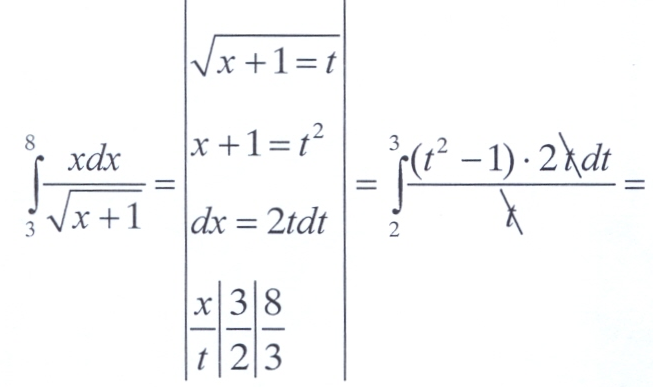 ∫₃⁸ xdx / √(x+1) = | √(x+1=t) | = ∫₂³ (t² − 1) · 2t dt / t =
x + 1 = t²
dx = 2tdt
x | 3 | 8
t | 2 | 3